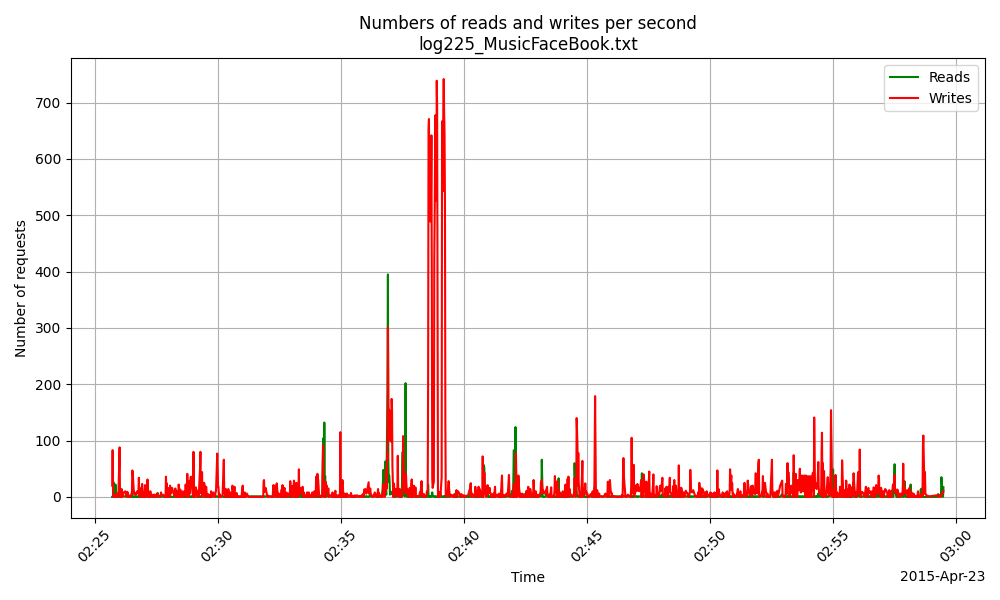 Numbers of reads and writes per second
log225_MusicFaceBook.txt
Reads
Writes
Number of requests
700
600
500
400
300
200
100
0
02:25
02:30
02:35
02:40
02:45
02:50
02:55
03:00
Time
2015-Apr-23